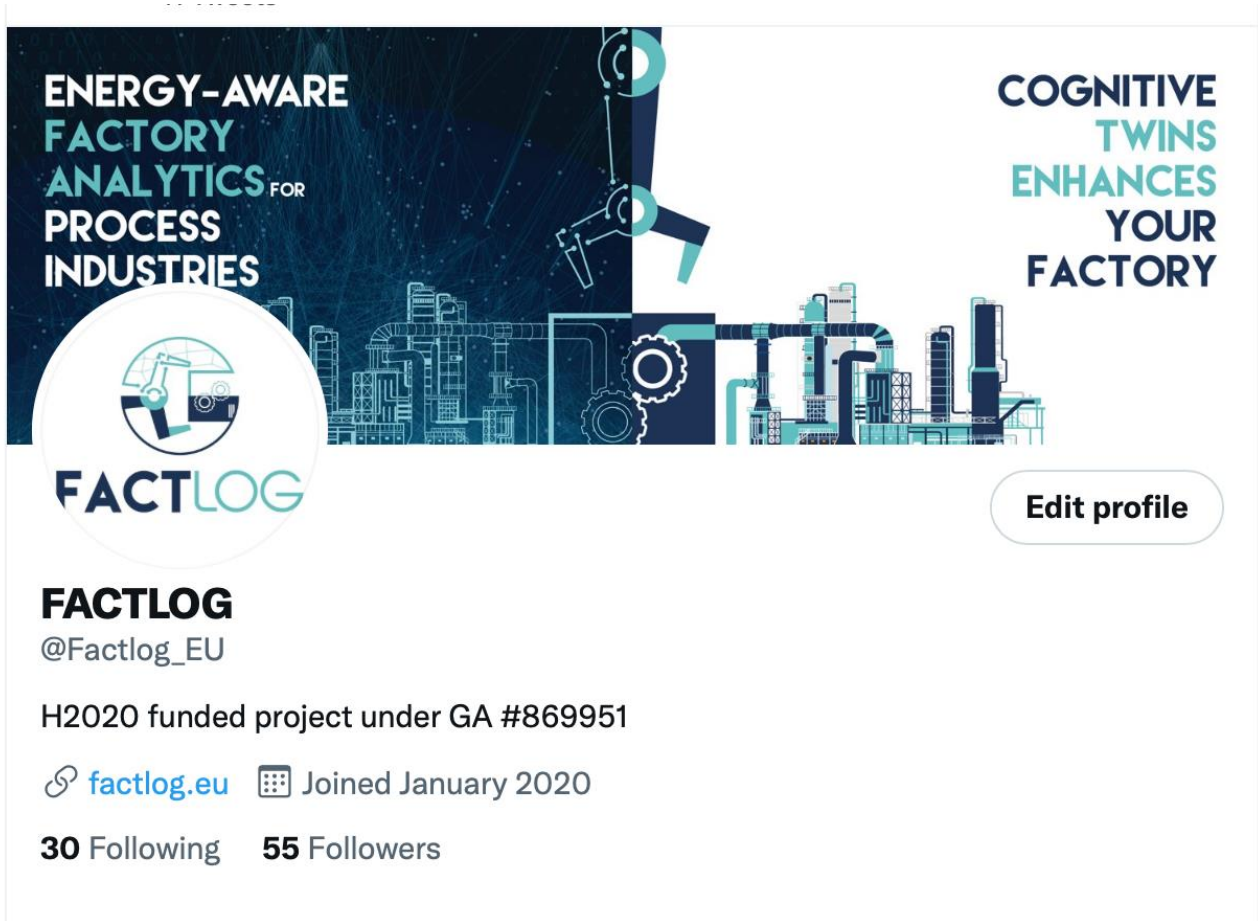 ENERGY-AWARE
FACTORY
ANALYTICS FOR
PROCESS
INDUSTRIES
COGNITIVE
TWINS
ENHANCES
YOUR
FACTORY
FACTLOG
Edit profile
FACTLOG
@Factlog_EU
H2020 funded project under GA #869951
factlog.eu Joined January 2020
30 Following 55 Followers